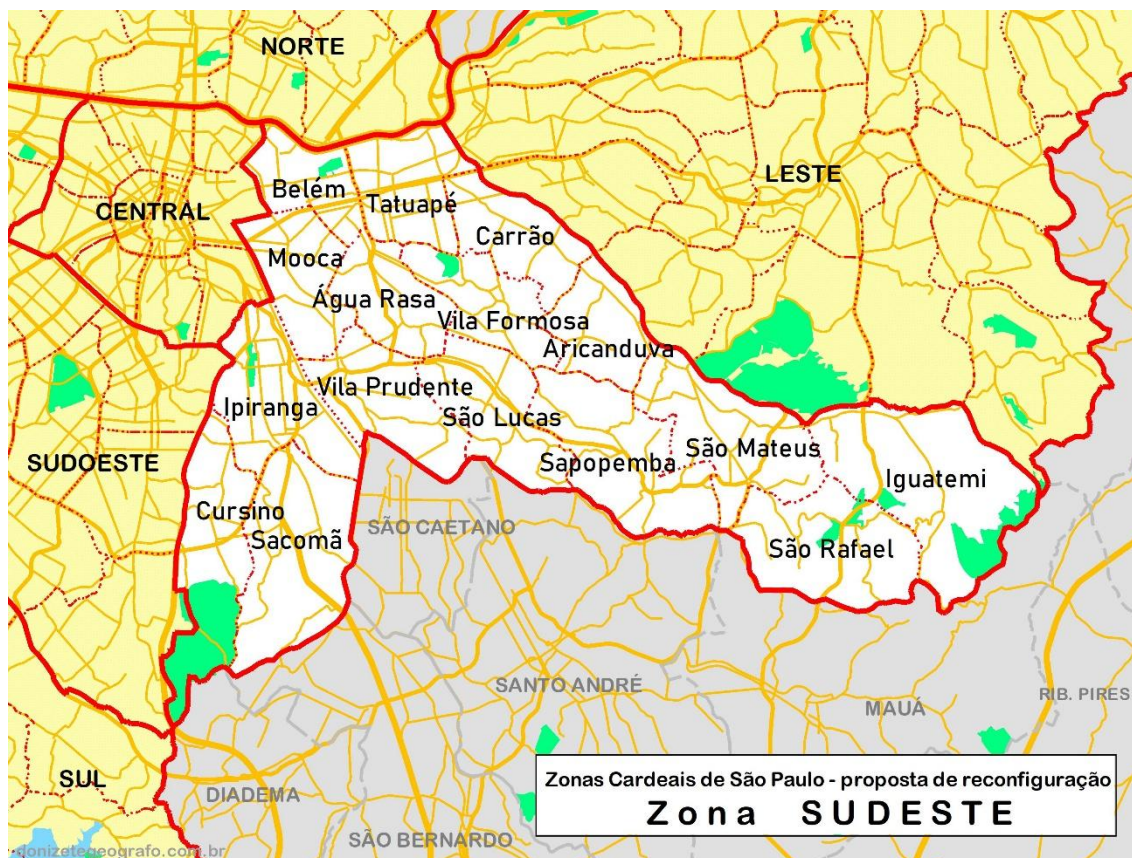 NORTE
LESTE
Belém
Tatuapé
CENTRAL
Carrão
Mooca
Água Rasa
Vila Formosa
Aricanduva
Vila Prudente
Ipiranga
São Lucas
São Mateus
SUDOESTE
Sapopemba
Iguatemi
Cursino
SÃO CAETANO
Sacomã
São Rafael
SANTO ANDRÉ
RIB. PIRES
MAUÁ
SUL
DIADEMA
SÃO BERNARDO
Zonas Cardeais de São Paulo - proposta de reconfiguração
Zona SUDESTE
donizetegeografo.com.br